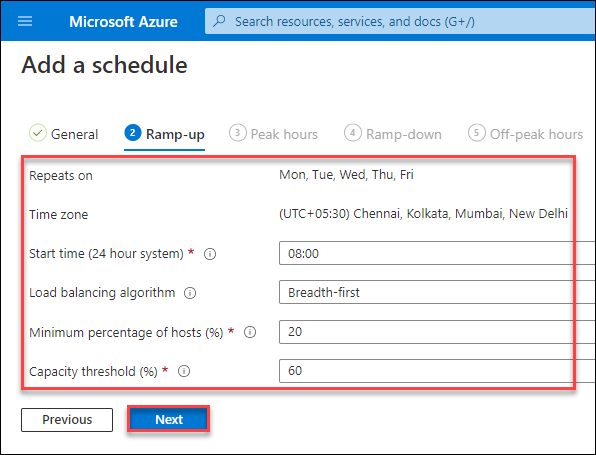 Microsoft Azure
Search resources, services, and docs (G+/)
Add a schedule
General
2 Ramp-up
3 Peak hours
4 Ramp-down
5 Off-peak hours
Repeats on Mon, Tue, Wed, Thu, Fri
Time zone (UTC+05:30) Chennai, Kolkata, Mumbai, New Delhi
Start time (24 hour system) * 08:00
Load balancing algorithm Breadth-first
Minimum percentage of hosts (%) * 20
Capacity threshold (%) * 60
Previous
Next